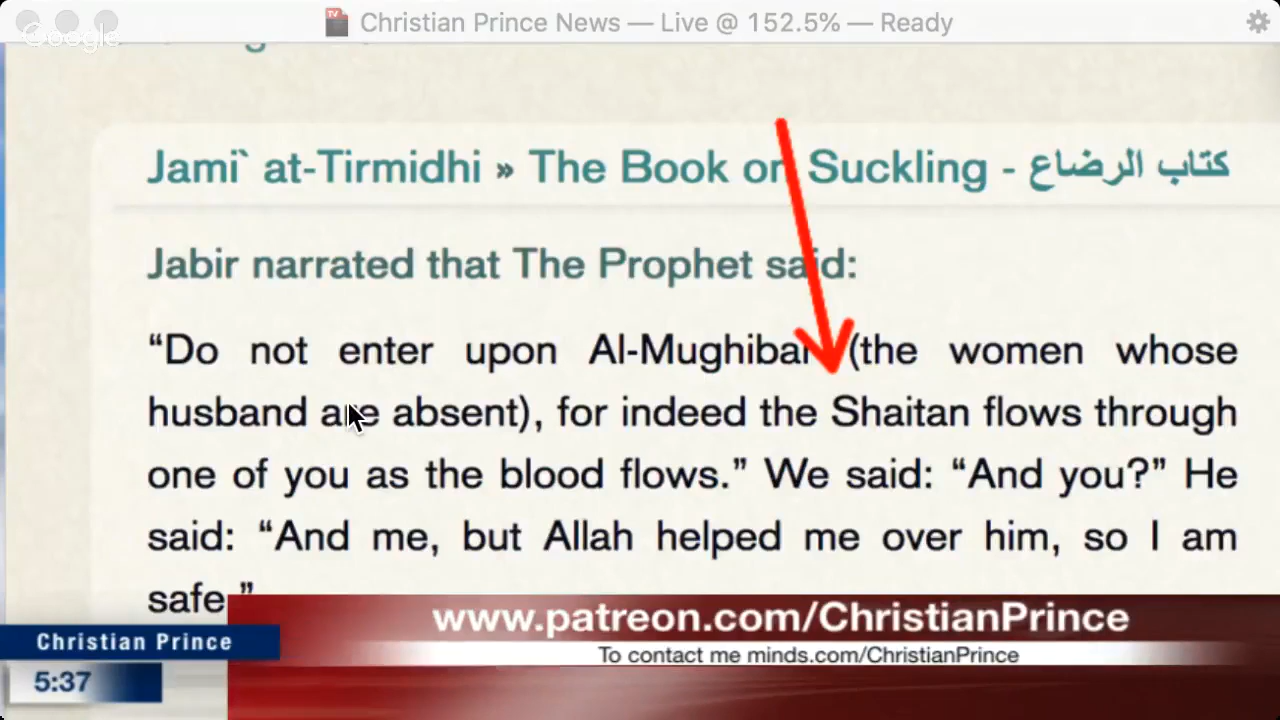 Christian Prince News — Live @ 152.5% — Ready
Google
Jami` at-Tirmidhi » The Book on Suckling - كتاب الرضاع
Jabir narrated that The Prophet said:
“Do not enter upon Al-Mughibar (the women whose
husband are absent), for indeed the Shaitan flows through
one of you as the blood flows.” We said: “And you?” He
said: “And me, but Allah helped me over him, so I am
safe.”
www.patreon.com/ChristianPrince
Christian Prince
To contact me minds.com/ChristianPrince
5:37